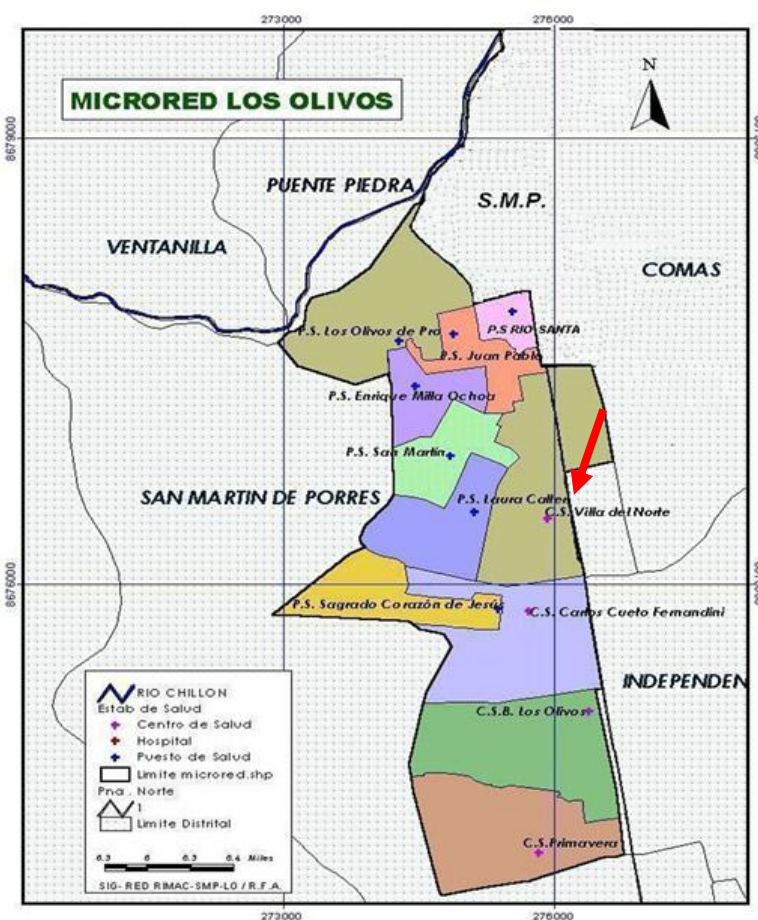 273000
276000
N
MICRORED LOS OLIVOS
8679000
PUENTE PIEDRA
S.M.P.
VENTANILLA
COMAS
P.S. Los Olivos de Pro
P.S RIO SANTA
P.S. Juan Pablo
P.S. Enrique Milla Ochoa
P.S. San Martín
SAN MARTIN DE PORRES
P.S. Laura Caller
C.S. Villa del Norte
8676000
P.S. Sagrado Corazón de Jesús
C.S. Carlos Cueto Fernandini
INDEPENDEN
C.S.B. Los Olivos
RIO CHILLON
Estab de Salud
Centro de Salud
Hospital
Puesto de Salud
Limite microred.shp
Pna . Norte
1
Limite Distrital
Miles
SIG- RED RIMAC-SMP-LO / R.F.A.
C.S.Primavera
273000
276000